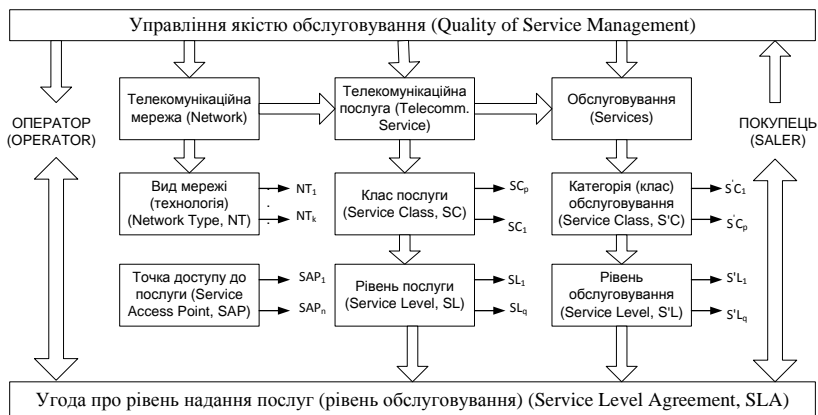 Управління якістю обслуговування (Quality of Service Management)
ОПЕРАТОР
(OPERATOR)
Телекомунікаційна
мережа (Network)
Телекомунікаційна
послуга (Telecomm.
Service)
Обслуговування
(Services)
ПОКУПЕЦЬ
(SALER)
Вид мережі
(технологія)
(Network Type, NT)
NT1
NTk
Клас послуги
(Service Class, SC)
SCp
SC1
Категорія (клас)
обслуговування
(Service Class, S'C)
S'C1
S'Cp
Точка доступу до
послуги (Service
Access Point, SAP)
SAP1
SAPn
Рівень послуги
(Service Level, SL)
SL1
SLq
Рівень
обслуговування
(Service Level, S'L)
S'L1
S'Lq
Угода про рівень надання послуг (рівень обслуговування) (Service Level Agreement, SLA)